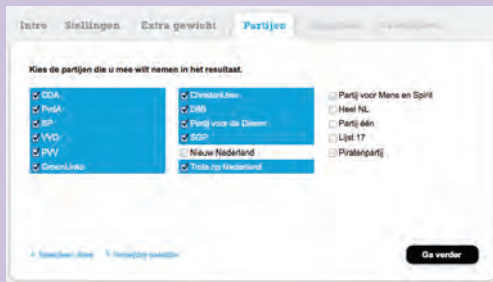 Intro Stellingen Extra gewicht Partijen
Kies de partijen die u mee wilt nemen in het resultaat.
CDA
PvdA
SP
VVD
PVV
GroenLinks
ChristenUnie
D66
Partij voor de Dieren
SGP
Nieuw Nederland
Trots op Nederland
Partij voor Mens en Spirit
Heel NL
Partij één
Lijst 17
Piratenpartij
Ga verder